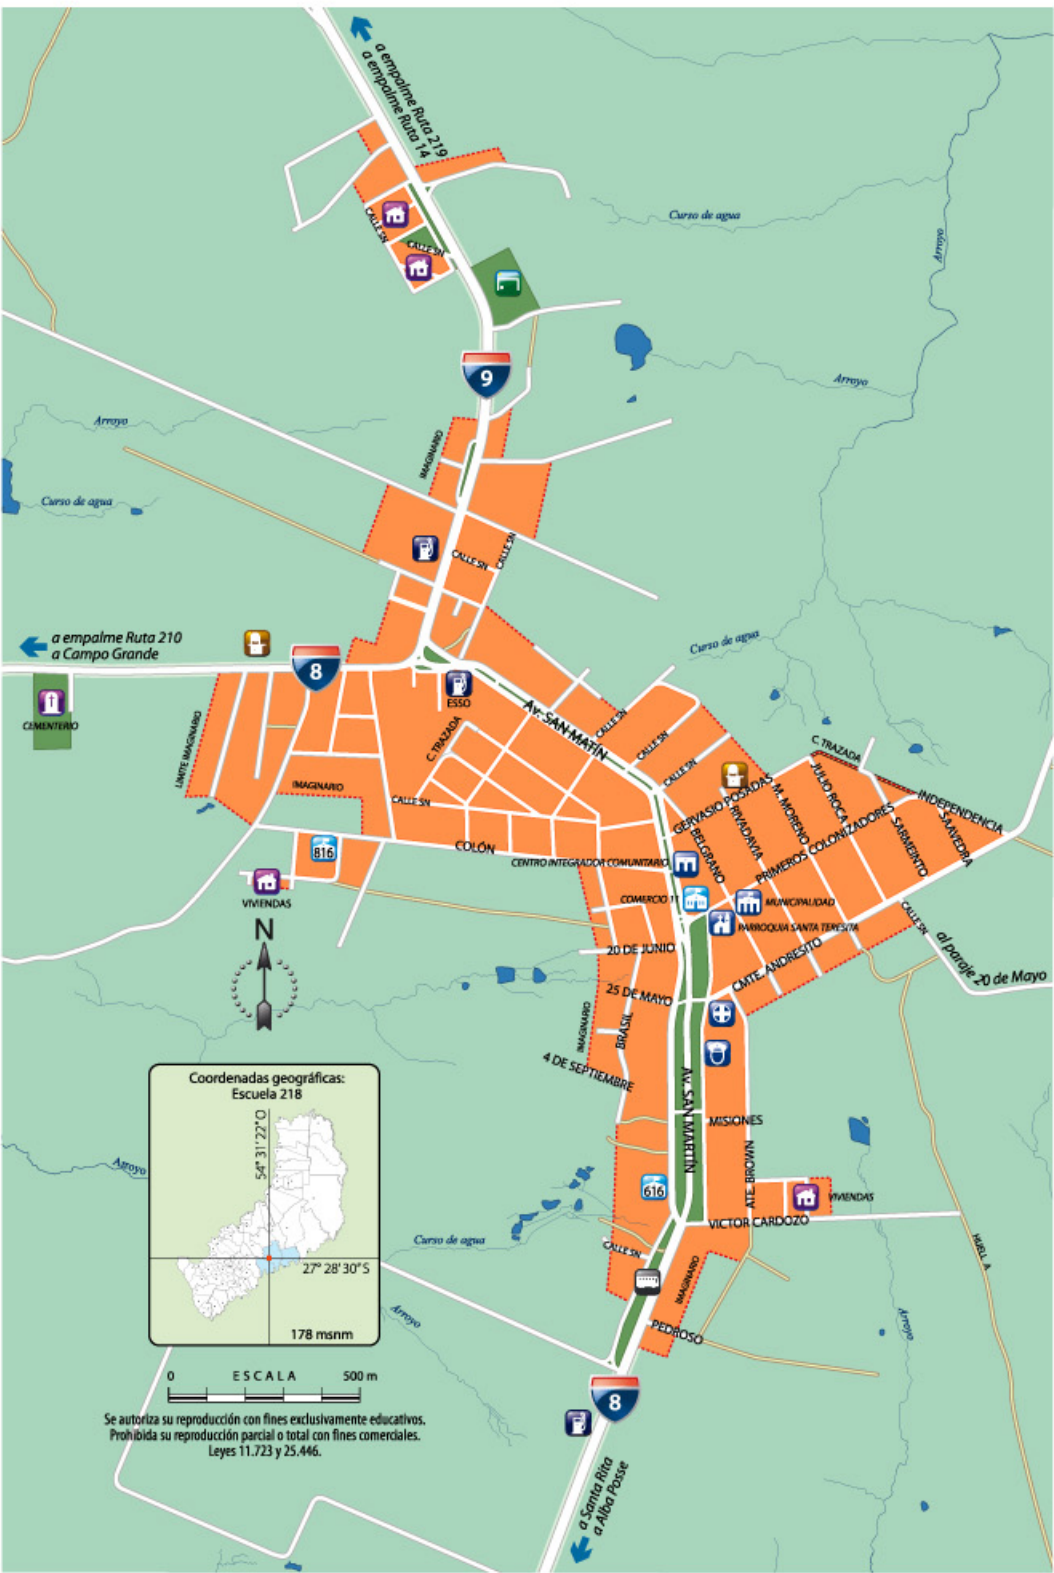 a empalme Ruta 219
a empalme Ruta 14
CALLE SN
CALLE SN
Curso de agua
Arroyo
9
Arroyo
Arroyo
IMAGINARIO
Curso de agua
CALLE SN
CALLE SN
a empalme Ruta 210
a Campo Grande
8
Curso de agua
ESSO
CEMENTERIO
LIMITE IMAGINARIO
C. TRAZADA
Av. SAN MATÍN
CALLE SN
CALLE SN
CALLE SN
C. TRAZADA
IMAGINARIO
CALLE SN
GERVASIO POSADAS
M. MORENO
JULIO ROCA
INDEPENDENCIA
SAAVEDRA
SARMEINTO
PRIMEROS COLONIZADORES
RIVADAVIA
BELGRANO
COLÓN
816
CENTRO INTEGRADOR COMUNITARIO
VIVIENDAS
COMERCIO 11
MUNICIPALIDAD
PARROQUIA SANTA TERESITA
CALLE SN
al paraje 20 de Mayo
N
20 DE JUNIO
CMTE. ANDRESITO
25 DE MAYO
IMAGINARIO
BRASIL
4 DE SEPTIEMBRE
Av. SAN MARTÍN
MISIONES
ATE. BROWN
616
VIVIENDAS
VICTOR CARDOZO
Coordenadas geográficas:
Escuela 218
54° 31' 22" O
27° 28' 30" S
178 msnm
Arroyo
Curso de agua
CALLE SN
IMAGINARIO
HUELLA
Arroyo
Arroyo
PEDROSO
0 ESCALA 500 m
8
Se autoriza su reproducción con fines exclusivamente educativos.
Prohibida su reproducción parcial o total con fines comerciales.
Leyes 11.723 y 25.446.
a Santa Rita
a Alba Posse